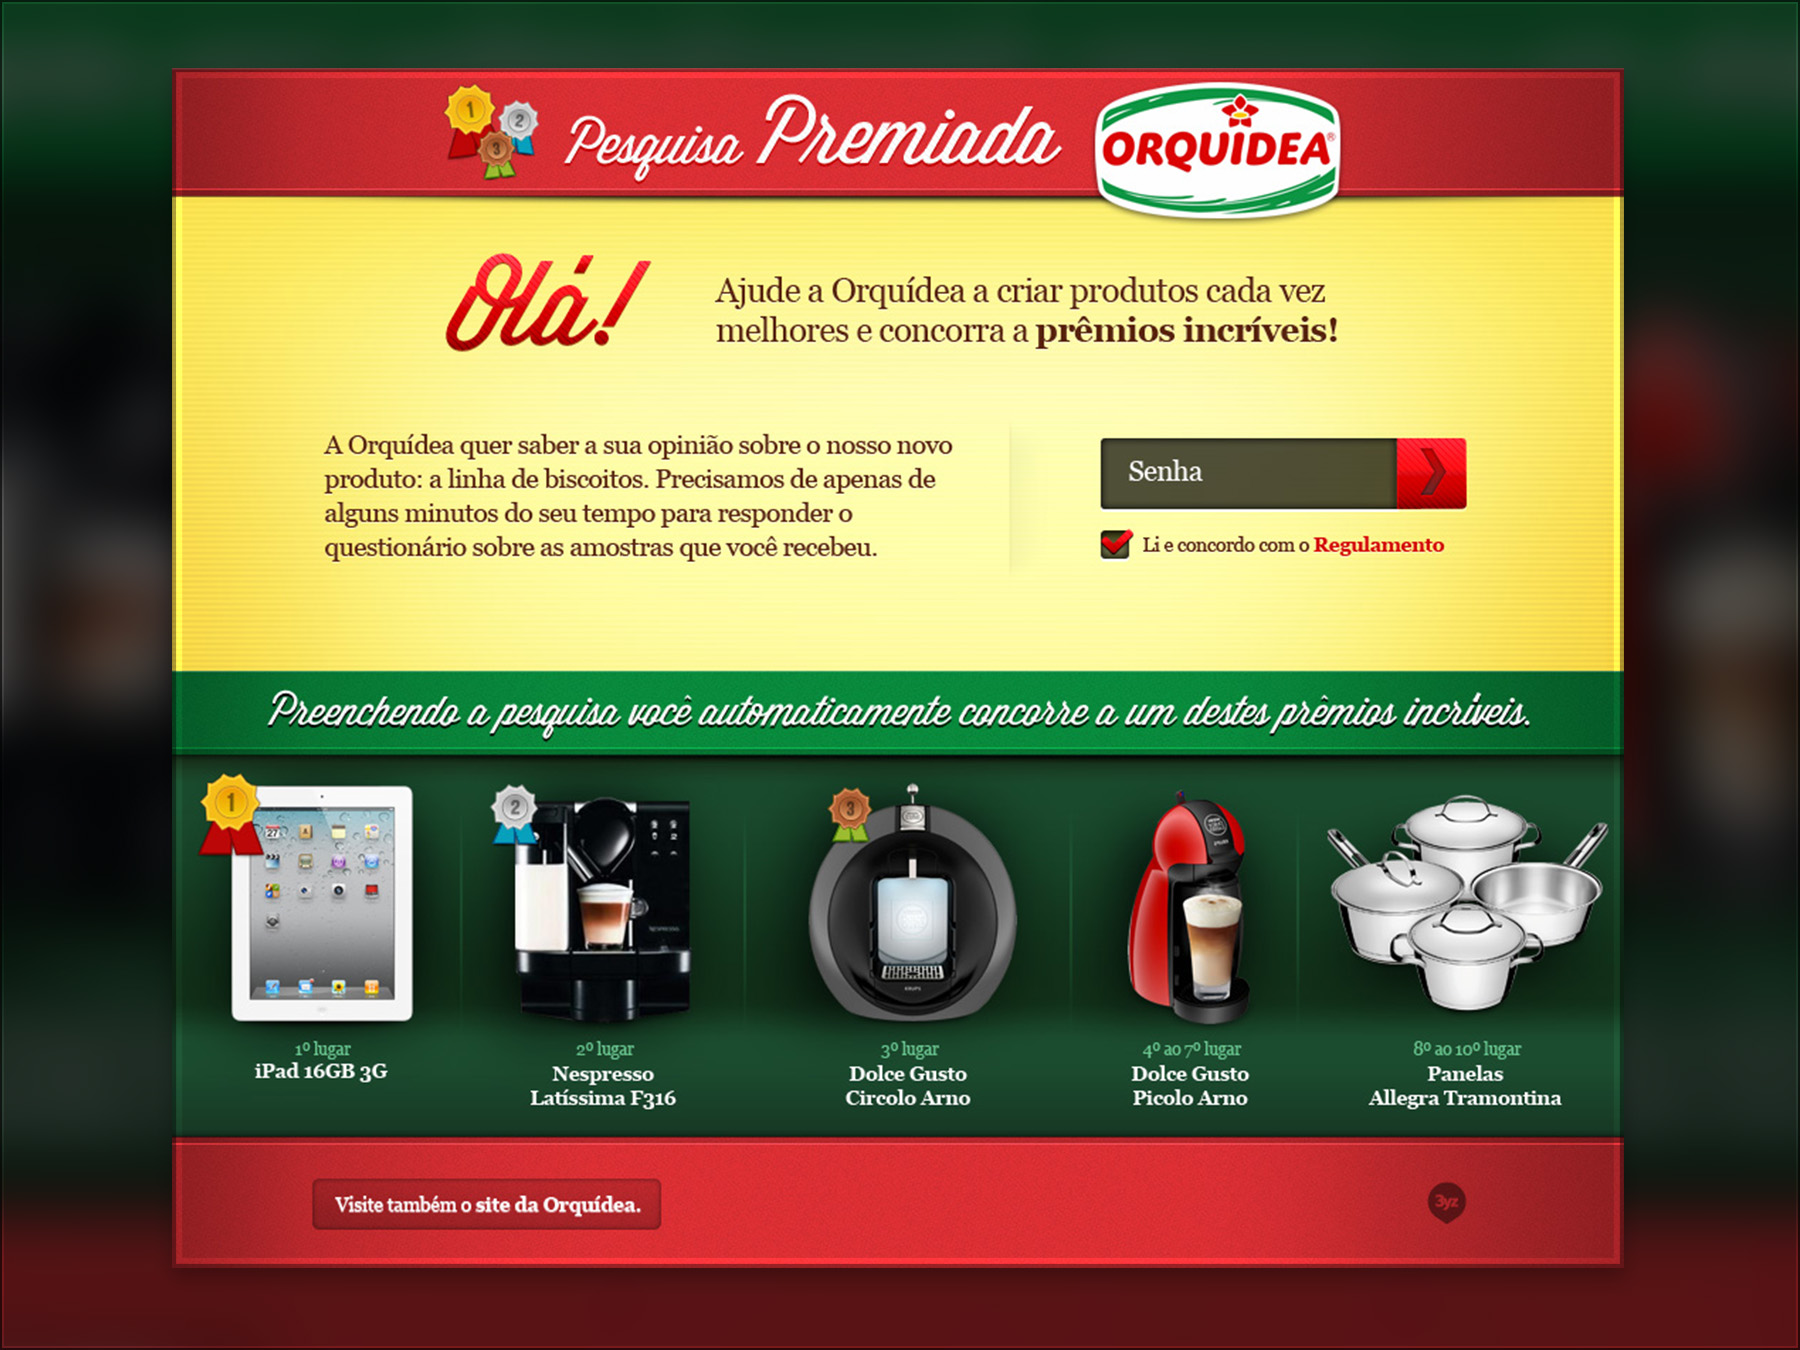 1
2
3
Pesquisa Premiada
ORQUÍDEA®
Olá!
Ajude a Orquídea a criar produtos cada vez
melhores e concorra a prêmios incríveis!
A Orquídea quer saber a sua opinião sobre o nosso novo
produto: a linha de biscoitos. Precisamos de apenas de
alguns minutos do seu tempo para responder o
questionário sobre as amostras que você recebeu.
Senha
Li e concordo com o Regulamento
Preenchendo a pesquisa você automaticamente concorre a um destes prêmios incríveis.
1
2
3
27
NESPRESSO
KRUPS
1º lugar
iPad 16GB 3G
2º lugar
Nespresso
Latíssima F316
3º lugar
Dolce Gusto
Circolo Arno
4º ao 7º lugar
Dolce Gusto
Picolo Arno
8º ao 10º lugar
Panelas
Allegra Tramontina
Visite também o site da Orquídea.
3yz